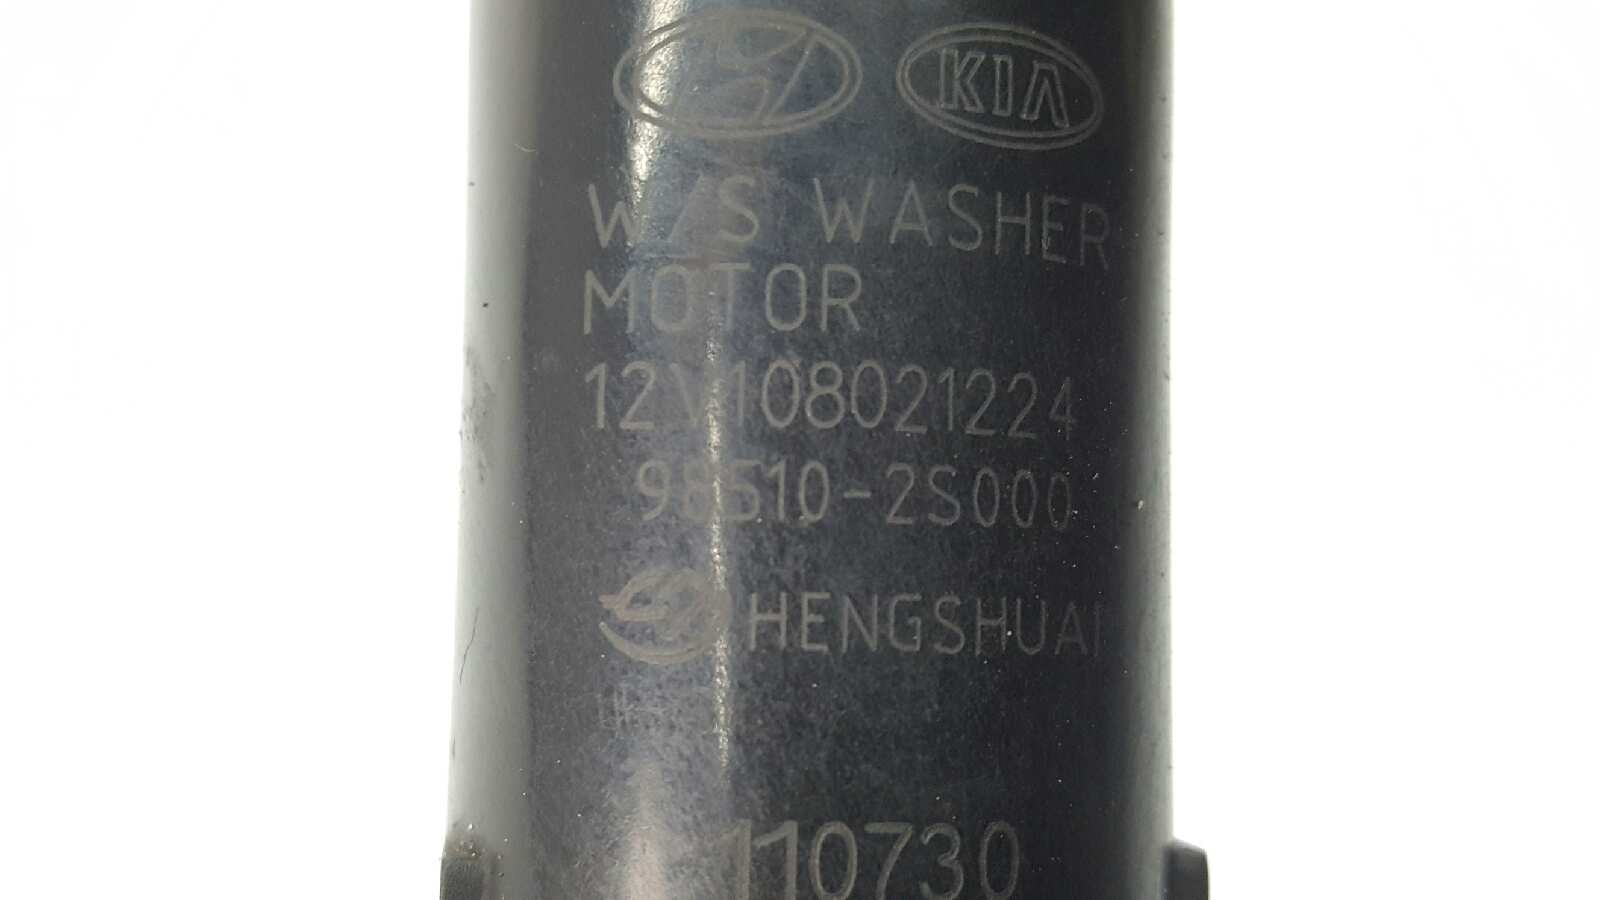 KIA
W/S WASHER
MOTOR
12V108021224
98510-2S000
HENGSHUAI
110730